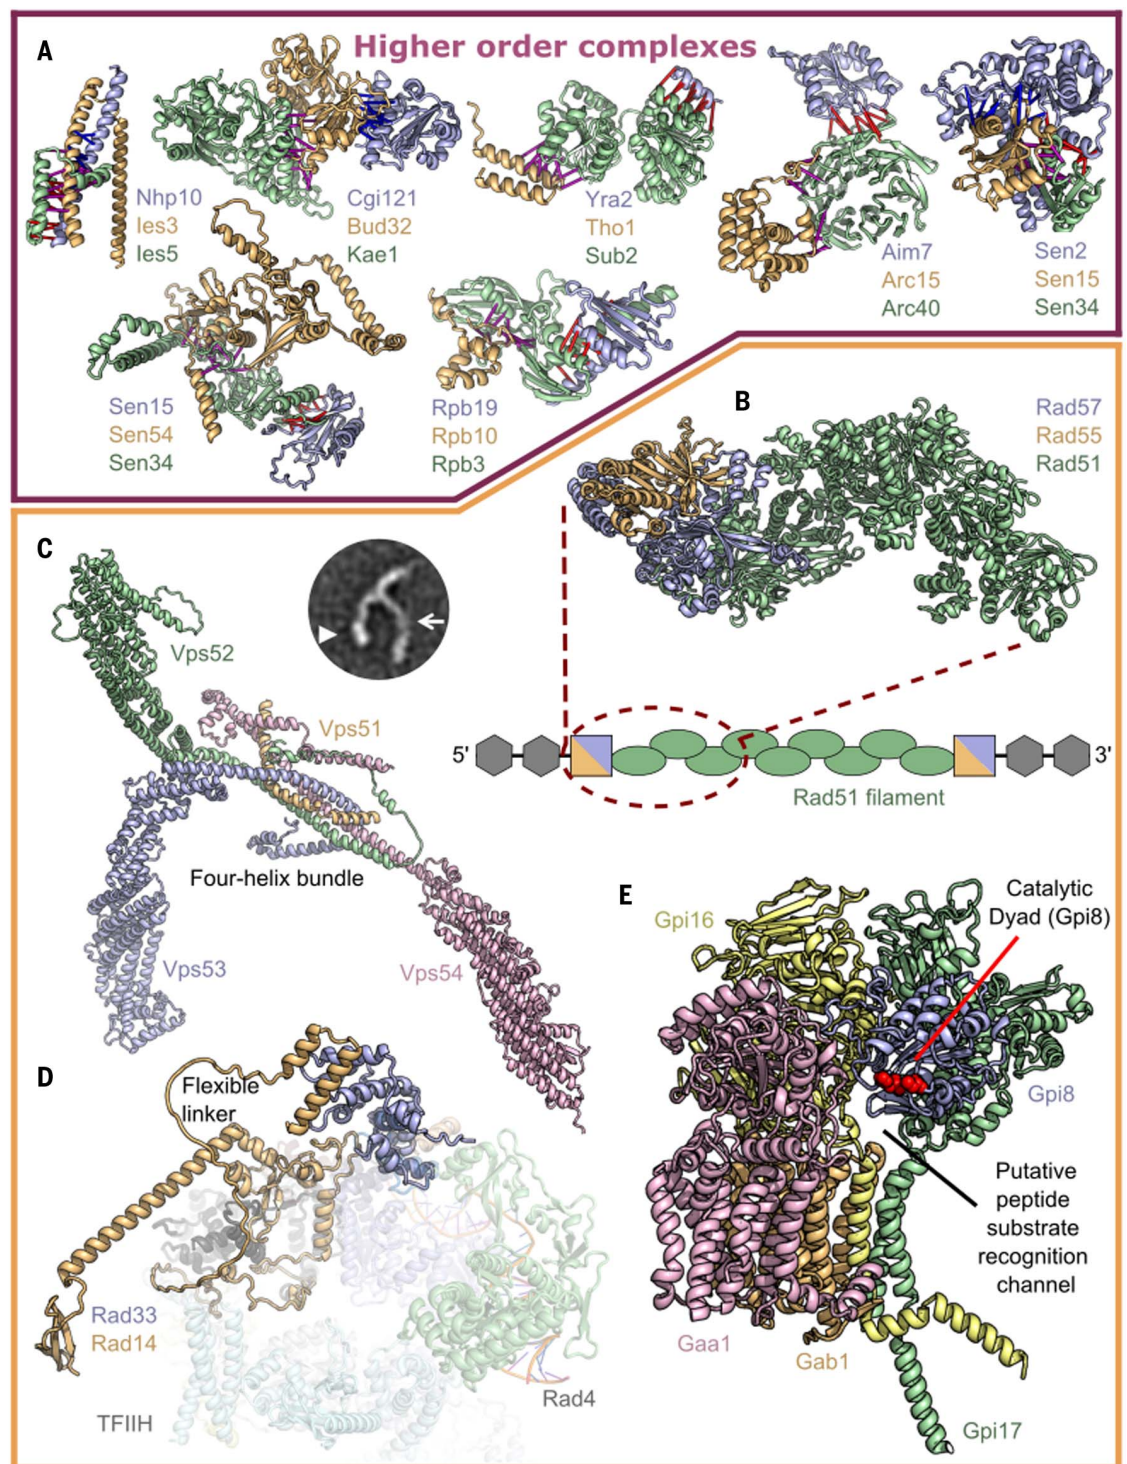 A
Higher order complexes
Nhp10
Ies3
Ies5
Cgi121
Bud32
Kae1
Yra2
Tho1
Sub2
Aim7
Arc15
Arc40
Sen2
Sen15
Sen34
Sen15
Sen54
Sen34
Rpb19
Rpb10
Rpb3
B
Rad57
Rad55
Rad51
5'
3'
Rad51 filament
C
Vps52
Vps51
Four-helix bundle
Vps53
Vps54
D
Flexible
linker
Rad33
Rad14
TFIIH
Rad4
E
Gpi16
Catalytic
Dyad (Gpi8)
Gpi8
Putative
peptide
substrate
recognition
channel
Gaa1
Gab1
Gpi17